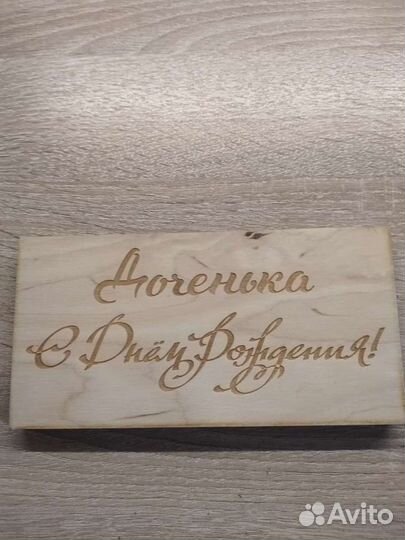 Доченька
С Днём Рождения!
Avito